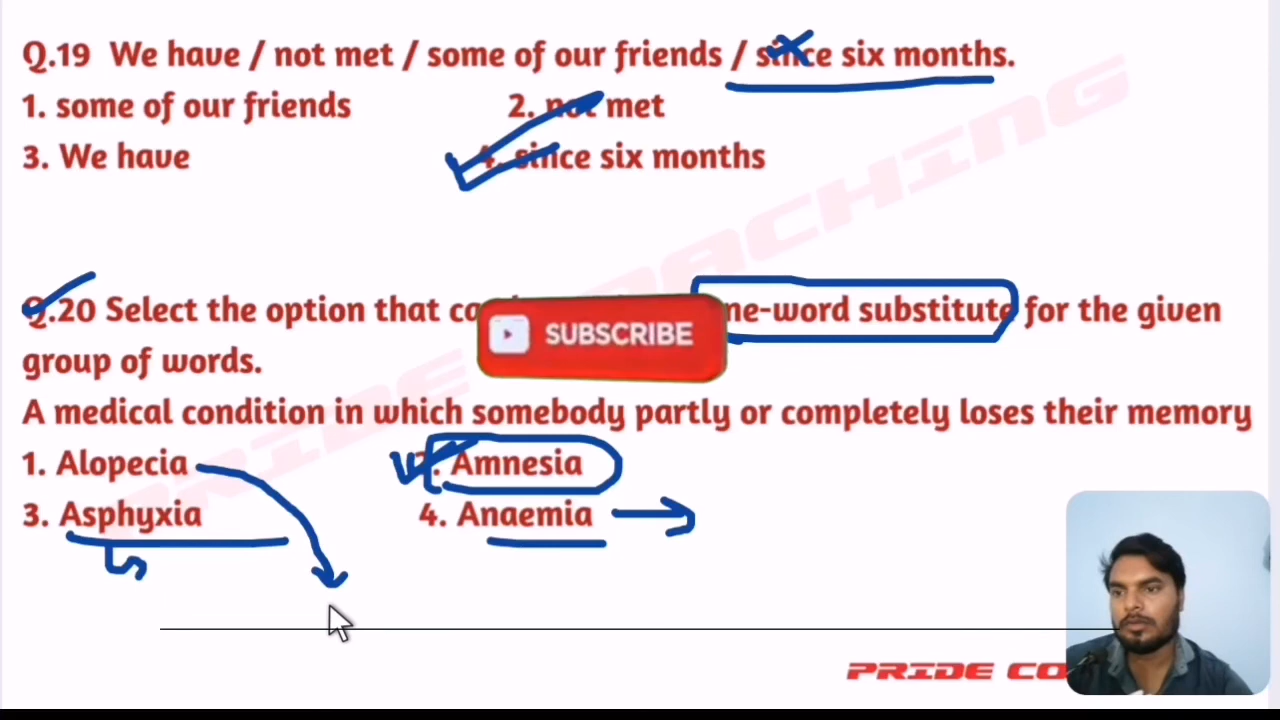 Q.19 We have / not met / some of our friends / since six months.
1. some of our friends 2. not met
3. We have 4. since six months
Q.20 Select the option that one-word substitute for the given
SUBSCRIBE
group of words.
A medical condition in which somebody partly or completely loses their memory
1. Alopecia 2. Amnesia
3. Asphyxia 4. Anaemia
PRIDE